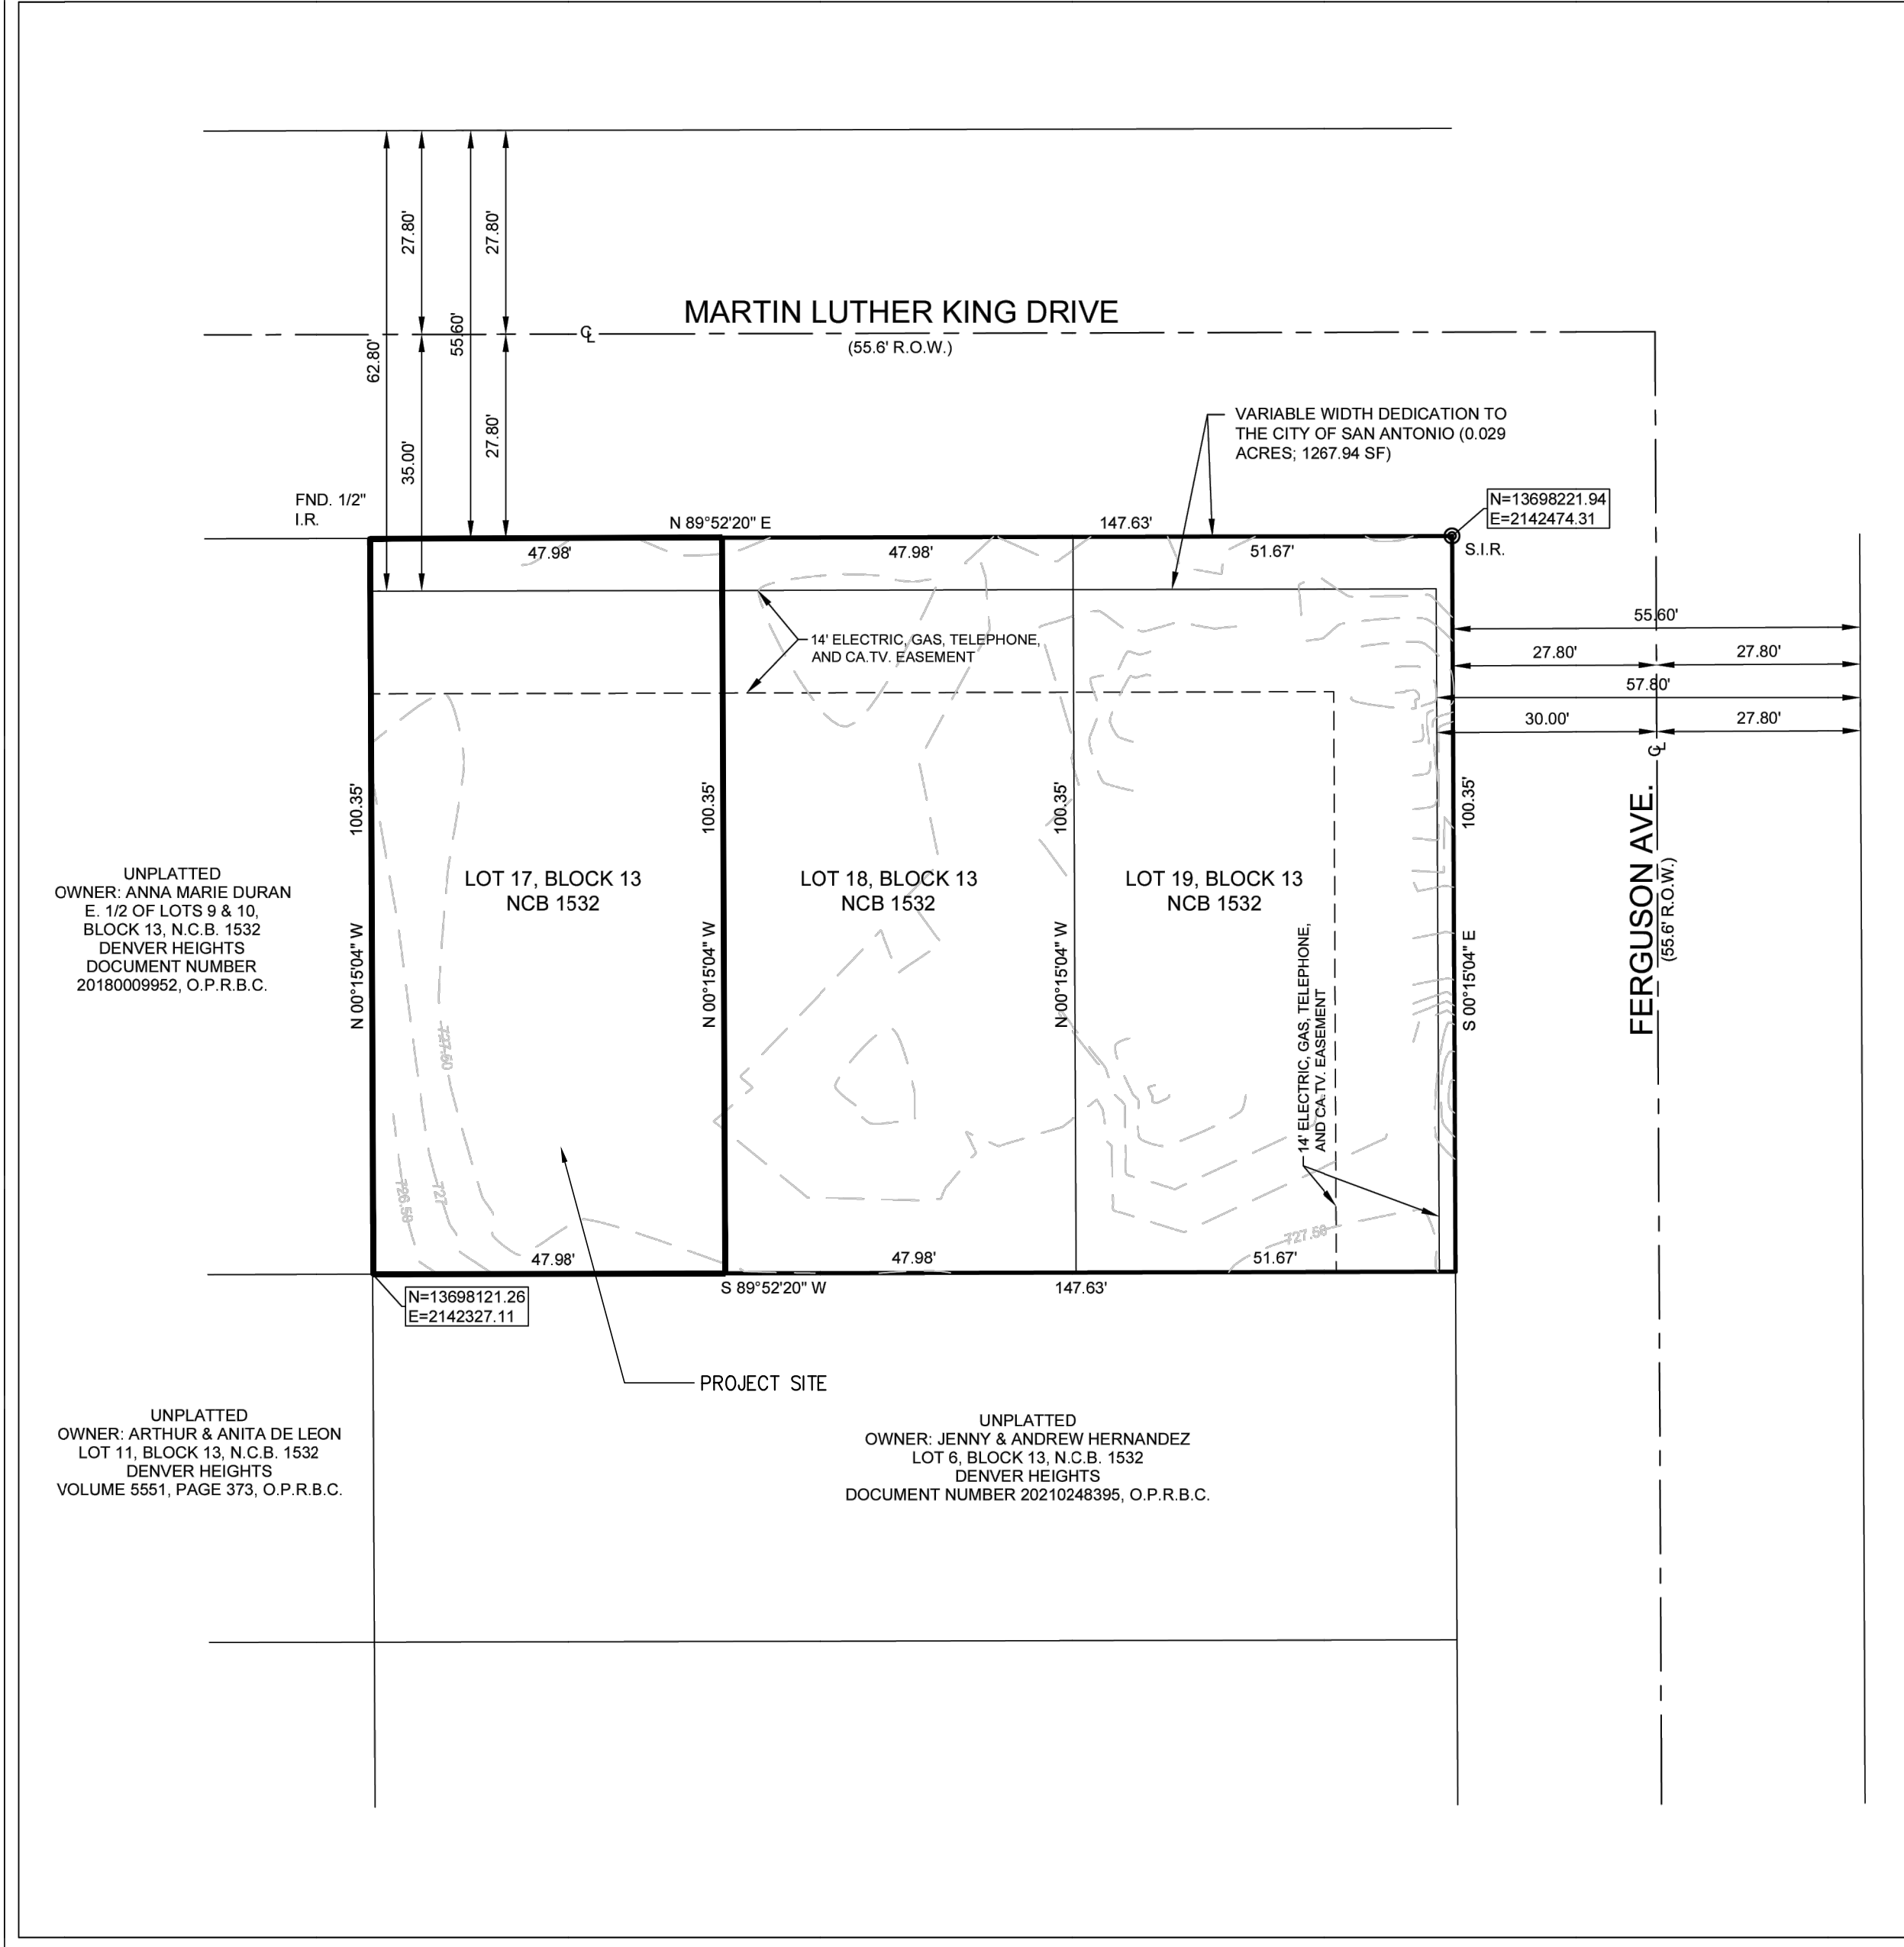 27.80'
27.80'
62.80'
55.60'
35.00'
27.80'
MARTIN LUTHER KING DRIVE
(55.6' R.O.W.)
VARIABLE WIDTH DEDICATION TO
THE CITY OF SAN ANTONIO (0.029
ACRES; 1267.94 SF)
FND. 1/2"
I.R.
N 89°52'20" E
147.63'
N=13698221.94
E=2142474.31
S.I.R.
47.98'
47.98'
51.67'
14' ELECTRIC, GAS, TELEPHONE,
AND CA.TV. EASEMENT
55.60'
27.80'
27.80'
57.80'
30.00'
27.80'
100.35'
100.35'
100.35'
100.35'
FERGUSON AVE.
(55.6' R.O.W.)
UNPLATTED
OWNER: ANNA MARIE DURAN
E. 1/2 OF LOTS 9 & 10,
BLOCK 13, N.C.B. 1532
DENVER HEIGHTS
DOCUMENT NUMBER
20180009952, O.P.R.B.C.
LOT 17, BLOCK 13
NCB 1532
LOT 18, BLOCK 13
NCB 1532
LOT 19, BLOCK 13
NCB 1532
N 00°15'04" W
N 00°15'04" W
N 00°15'04" W
S 00°15'04" E
14' ELECTRIC, GAS, TELEPHONE,
AND CA.TV. EASEMENT
727.50
726.50
727
727.50
47.98'
47.98'
51.67'
S 89°52'20" W
147.63'
N=13698121.26
E=2142327.11
PROJECT SITE
UNPLATTED
OWNER: ARTHUR & ANITA DE LEON
LOT 11, BLOCK 13, N.C.B. 1532
DENVER HEIGHTS
VOLUME 5551, PAGE 373, O.P.R.B.C.
UNPLATTED
OWNER: JENNY & ANDREW HERNANDEZ
LOT 6, BLOCK 13, N.C.B. 1532
DENVER HEIGHTS
DOCUMENT NUMBER 20210248395, O.P.R.B.C.